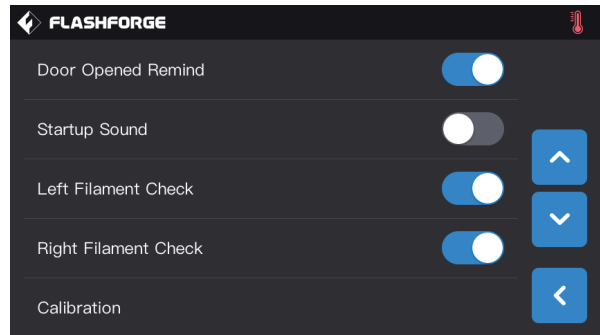 FLASHFORGE
Door Opened Remind
Startup Sound
Left Filament Check
Right Filament Check
Calibration